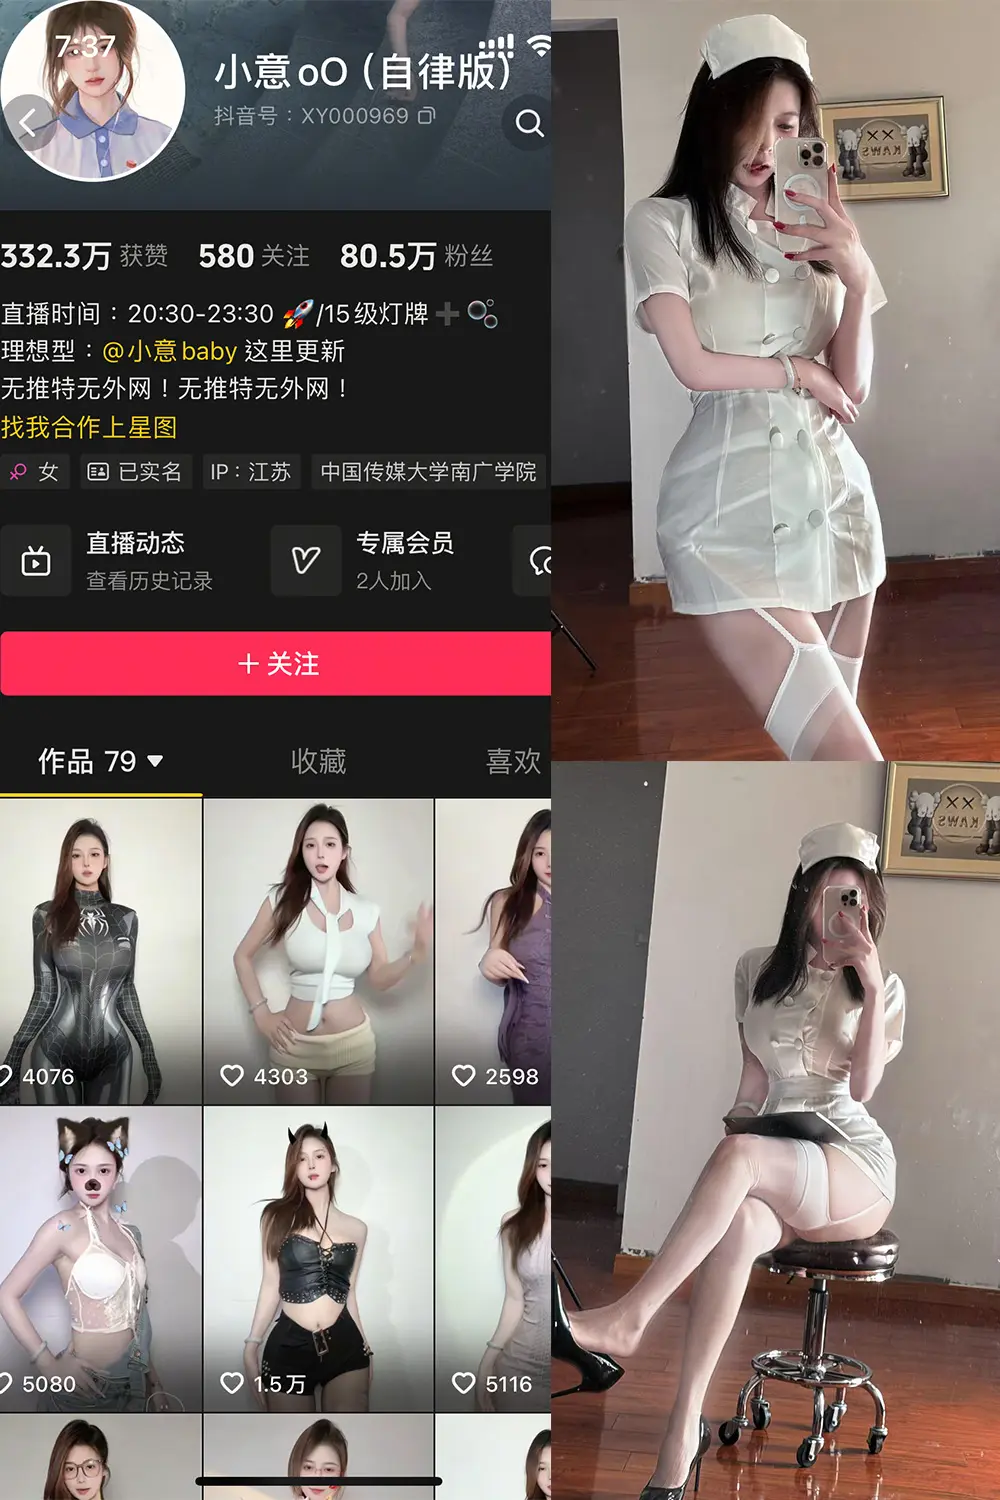 7:37
小意oO（自律版）
抖音号：XY000969
332.3万 获赞 580 关注 80.5万 粉丝
直播时间：20:30-23:30 🚀/15级灯牌➕🫧
理想型：@小意baby 这里更新
无推特无外网！无推特无外网！
找我合作上星图
女 已实名 IP：江苏 中国传媒大学南广学院
直播动态 专属会员
查看历史记录 2人加入
＋关注
作品 79 收藏 喜欢
4076 4303 2598
5080 1.5万 5116
KAWS
KAWS